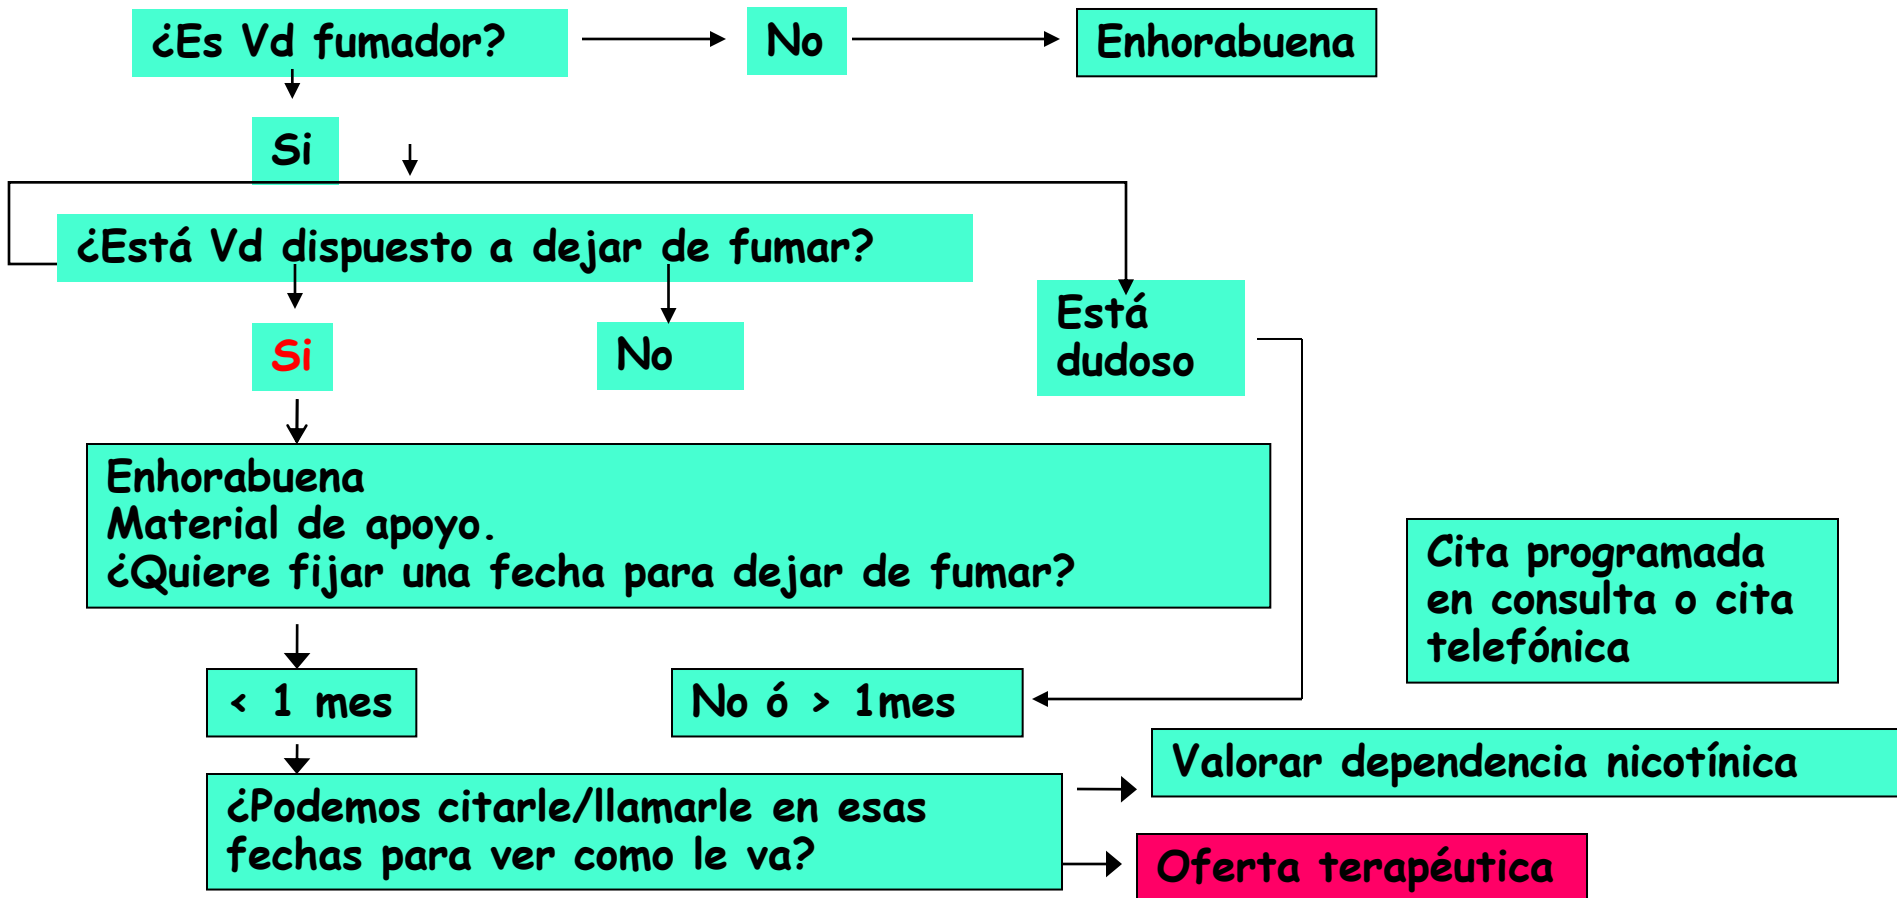 ¿Es Vd fumador?
No
Enhorabuena
Si
¿Está Vd dispuesto a dejar de fumar?
Si
No
Está
dudoso
Enhorabuena
Material de apoyo.
¿Quiere fijar una fecha para dejar de fumar?
Cita programada
en consulta o cita
telefónica
< 1 mes
No ó > 1mes
Valorar dependencia nicotínica
¿Podemos citarle/llamarle en esas
fechas para ver como le va?
Oferta terapéutica